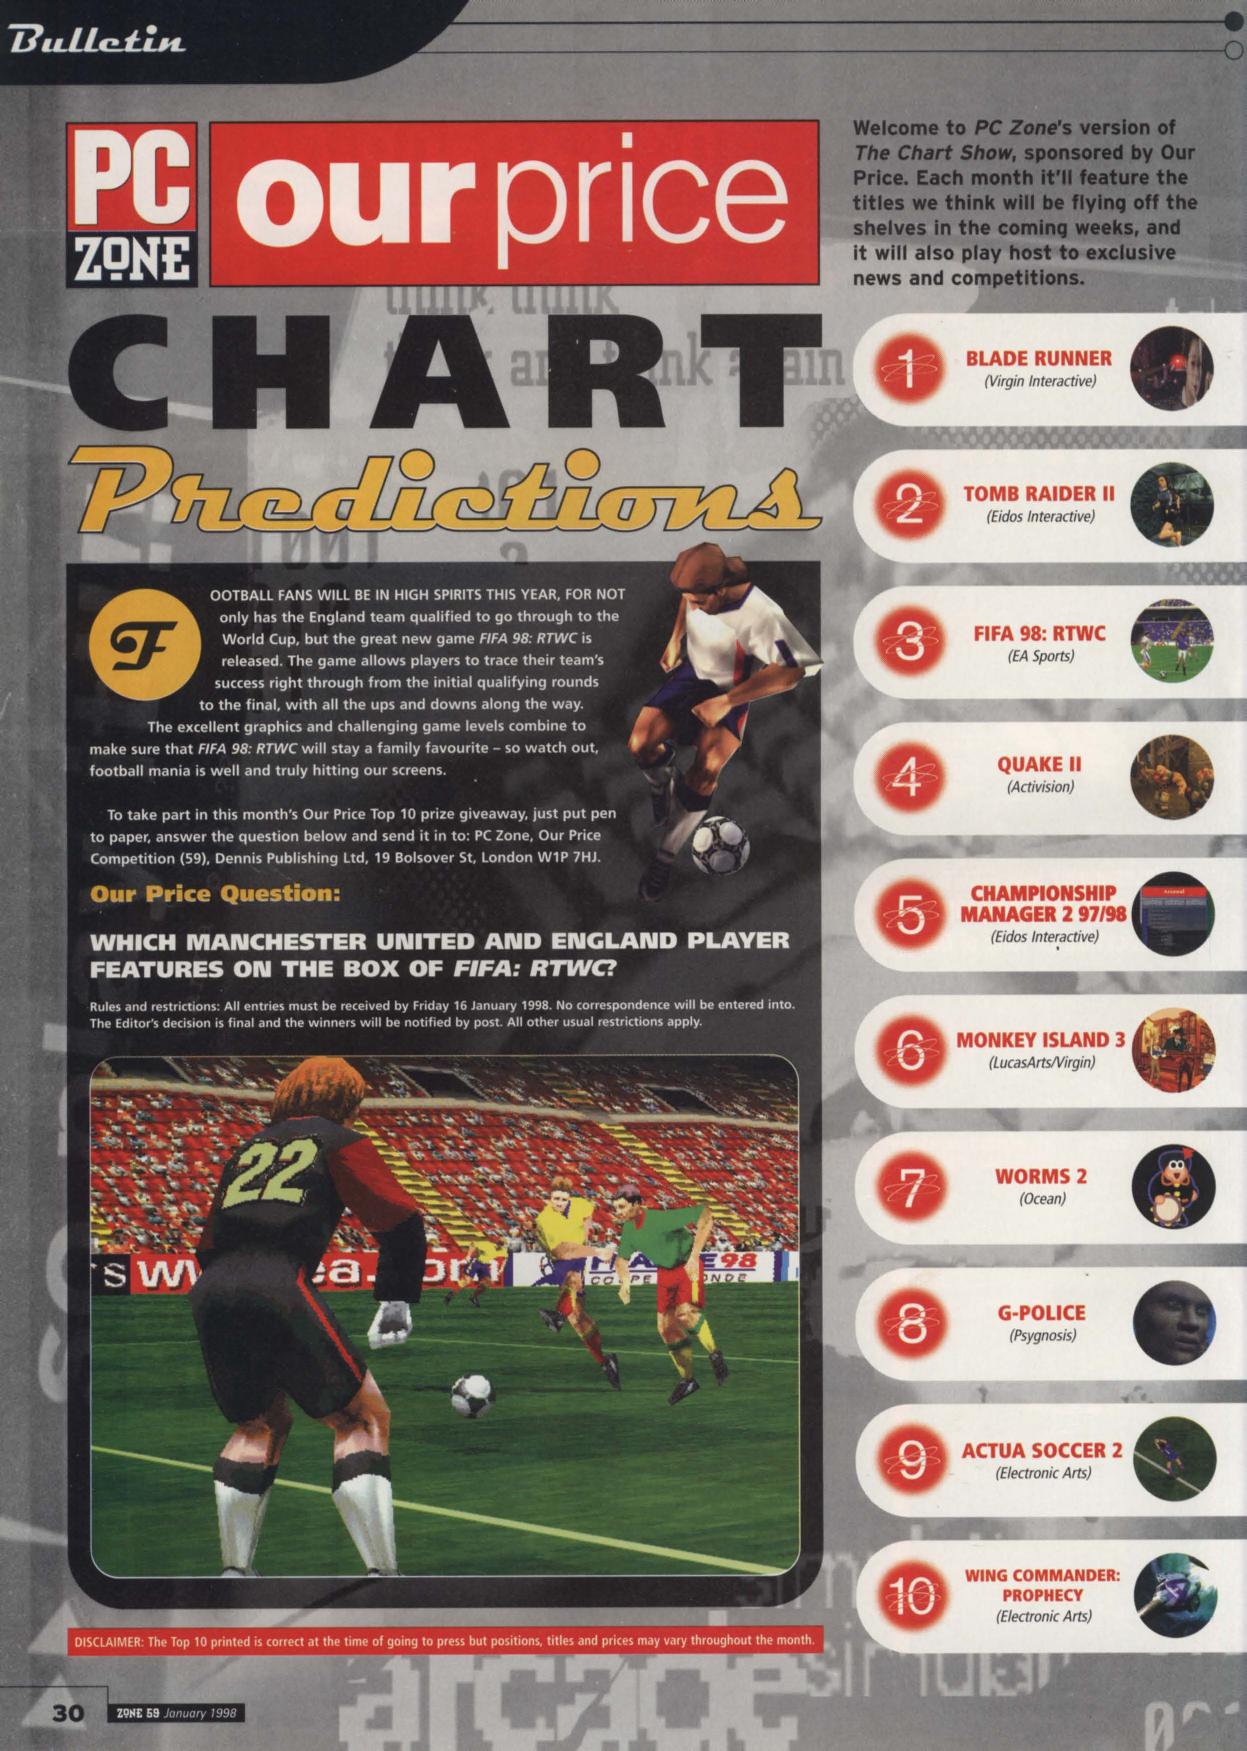 Bulletin
PC
ZONE
ourprice
CHART
Predictions
Welcome to PC Zone's version of
The Chart Show, sponsored by Our
Price. Each month it'll feature the
titles we think will be flying off the
shelves in the coming weeks, and
it will also play host to exclusive
news and competitions.
F
OOTBALL FANS WILL BE IN HIGH SPIRITS THIS YEAR, FOR NOT
only has the England team qualified to go through to the
World Cup, but the great new game FIFA 98: RTWC is
released. The game allows players to trace their team's
success right through from the initial qualifying rounds
to the final, with all the ups and downs along the way.
The excellent graphics and challenging game levels combine to
make sure that FIFA 98: RTWC will stay a family favourite – so watch out,
football mania is well and truly hitting our screens.
To take part in this month's Our Price Top 10 prize giveaway, just put pen
to paper, answer the question below and send it in to: PC Zone, Our Price
Competition (59), Dennis Publishing Ltd, 19 Bolsover St, London W1P 7HJ.
Our Price Question:
WHICH MANCHESTER UNITED AND ENGLAND PLAYER
FEATURES ON THE BOX OF FIFA: RTWC?
Rules and restrictions: All entries must be received by Friday 16 January 1998. No correspondence will be entered into.
The Editor's decision is final and the winners will be notified by post. All other usual restrictions apply.
22
DISCLAIMER: The Top 10 printed is correct at the time of going to press but positions, titles and prices may vary throughout the month.
1
BLADE RUNNER
(Virgin Interactive)
2
TOMB RAIDER II
(Eidos Interactive)
3
FIFA 98: RTWC
(EA Sports)
4
QUAKE II
(Activision)
5
CHAMPIONSHIP
MANAGER 2 97/98
(Eidos Interactive)
6
MONKEY ISLAND 3
(LucasArts/Virgin)
7
WORMS 2
(Ocean)
8
G-POLICE
(Psygnosis)
9
ACTUA SOCCER 2
(Electronic Arts)
10
WING COMMANDER:
PROPHECY
(Electronic Arts)
30
ZONE 59 January 1998